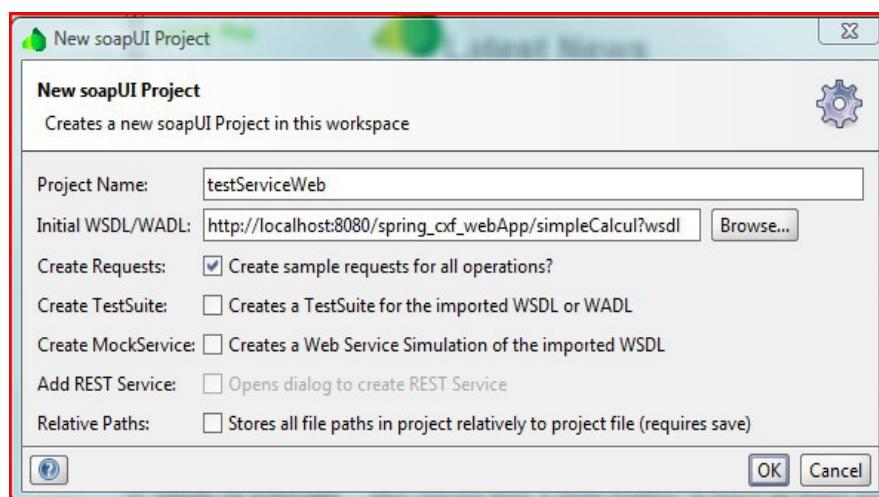 New soapUI Project
Latest News
New soapUI Project
Creates a new soapUI Project in this workspace
Project Name: testServiceWeb
Initial WSDL/WADL: http://localhost:8080/spring_cxf_webApp/simpleCalcul?wsdl Browse...
Create Requests: Create sample requests for all operations?
Create TestSuite: Creates a TestSuite for the imported WSDL or WADL
Create MockService: Creates a Web Service Simulation of the imported WSDL
Add REST Service: Opens dialog to create REST Service
Relative Paths: Stores all file paths in project relatively to project file (requires save)
OK Cancel